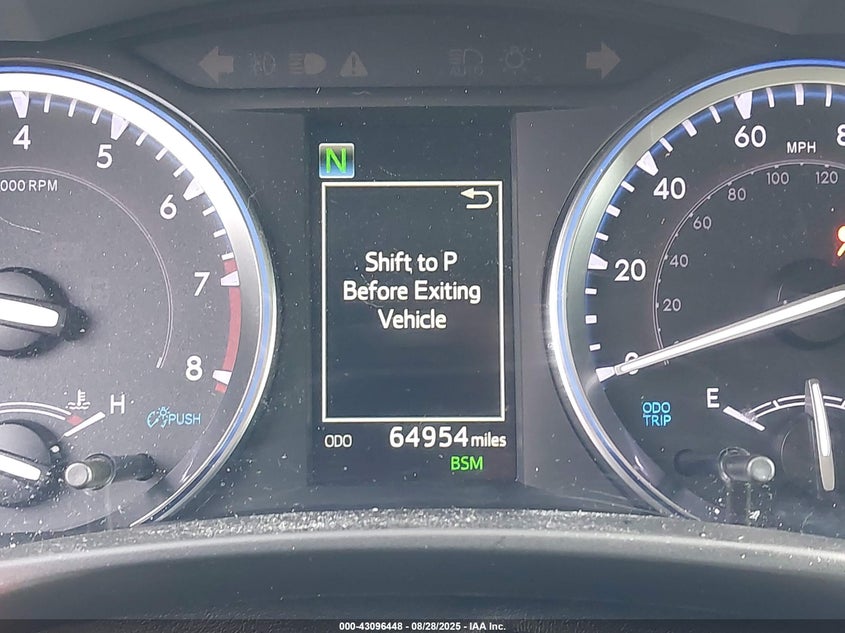 4
5
6
7
8
000 RPM
H
PUSH
N
Shift to P
Before Exiting
Vehicle
ODO 64954 miles
BSM
0
20
40
60
8
MPH
20
40
60
80
100
120
ODO
TRIP
E
000-43096448 - 08/28/2025 - IAA Inc.